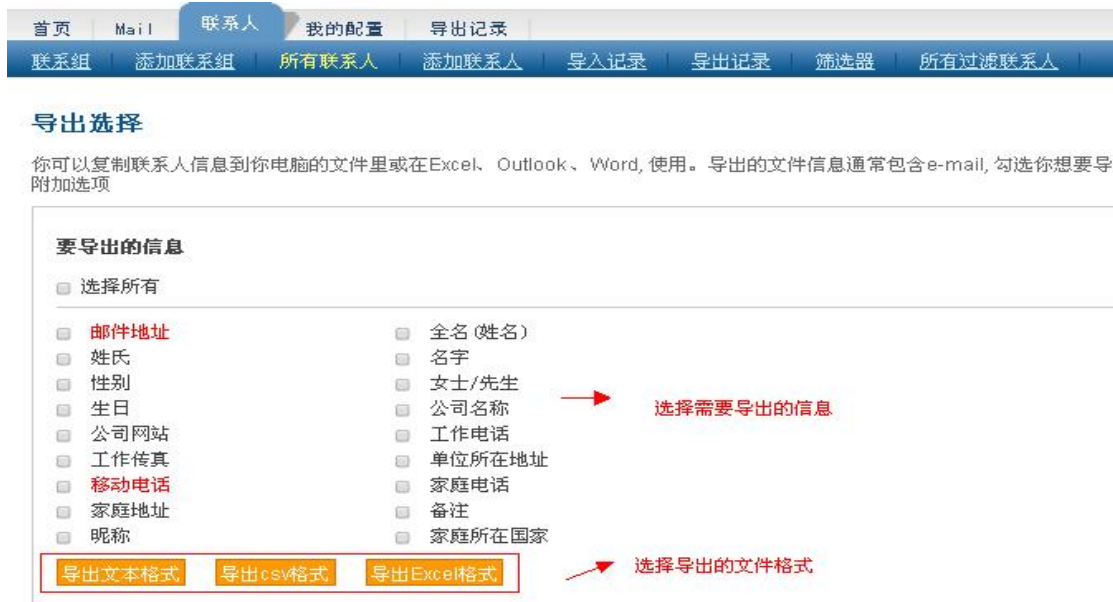 首页 Mail 联系人 我的配置 导出记录
联系组 添加联系组 所有联系人 添加联系人 导入记录 导出记录 筛选器 所有过滤联系人
导出选择
你可以复制联系人信息到你电脑的文件里或在Excel、Outlook、Word, 使用。导出的文件信息通常包含e-mail, 勾选你想要导
附加选项
要导出的信息
选择所有
邮件地址 全名(姓名)
姓氏 名字
性别 女士/先生
生日 公司名称
选择需要导出的信息
公司网站 工作电话
工作传真 单位所在地址
移动电话 家庭电话
家庭地址 备注
昵称 家庭所在国家
导出文本格式 导出csv格式 导出Excel格式
选择导出的文件格式